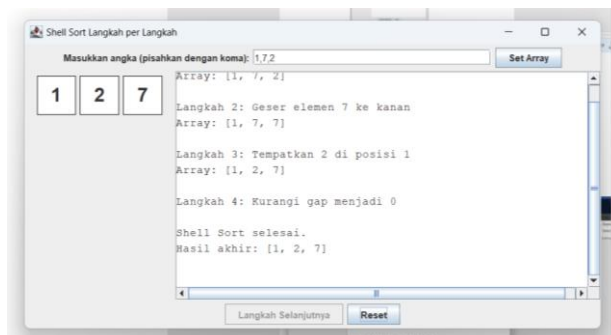 Shell Sort Langkah per Langkah
Masukkan angka (pisahkan dengan koma): 1,7,2 Set Array
1 2 7
Array: [1, 7, 2]
Langkah 2: Geser elemen 7 ke kanan
Array: [1, 7, 7]
Langkah 3: Tempatkan 2 di posisi 1
Array: [1, 2, 7]
Langkah 4: Kurangi gap menjadi 0
Shell Sort selesai.
Hasil akhir: [1, 2, 7]
Langkah Selanjutnya Reset